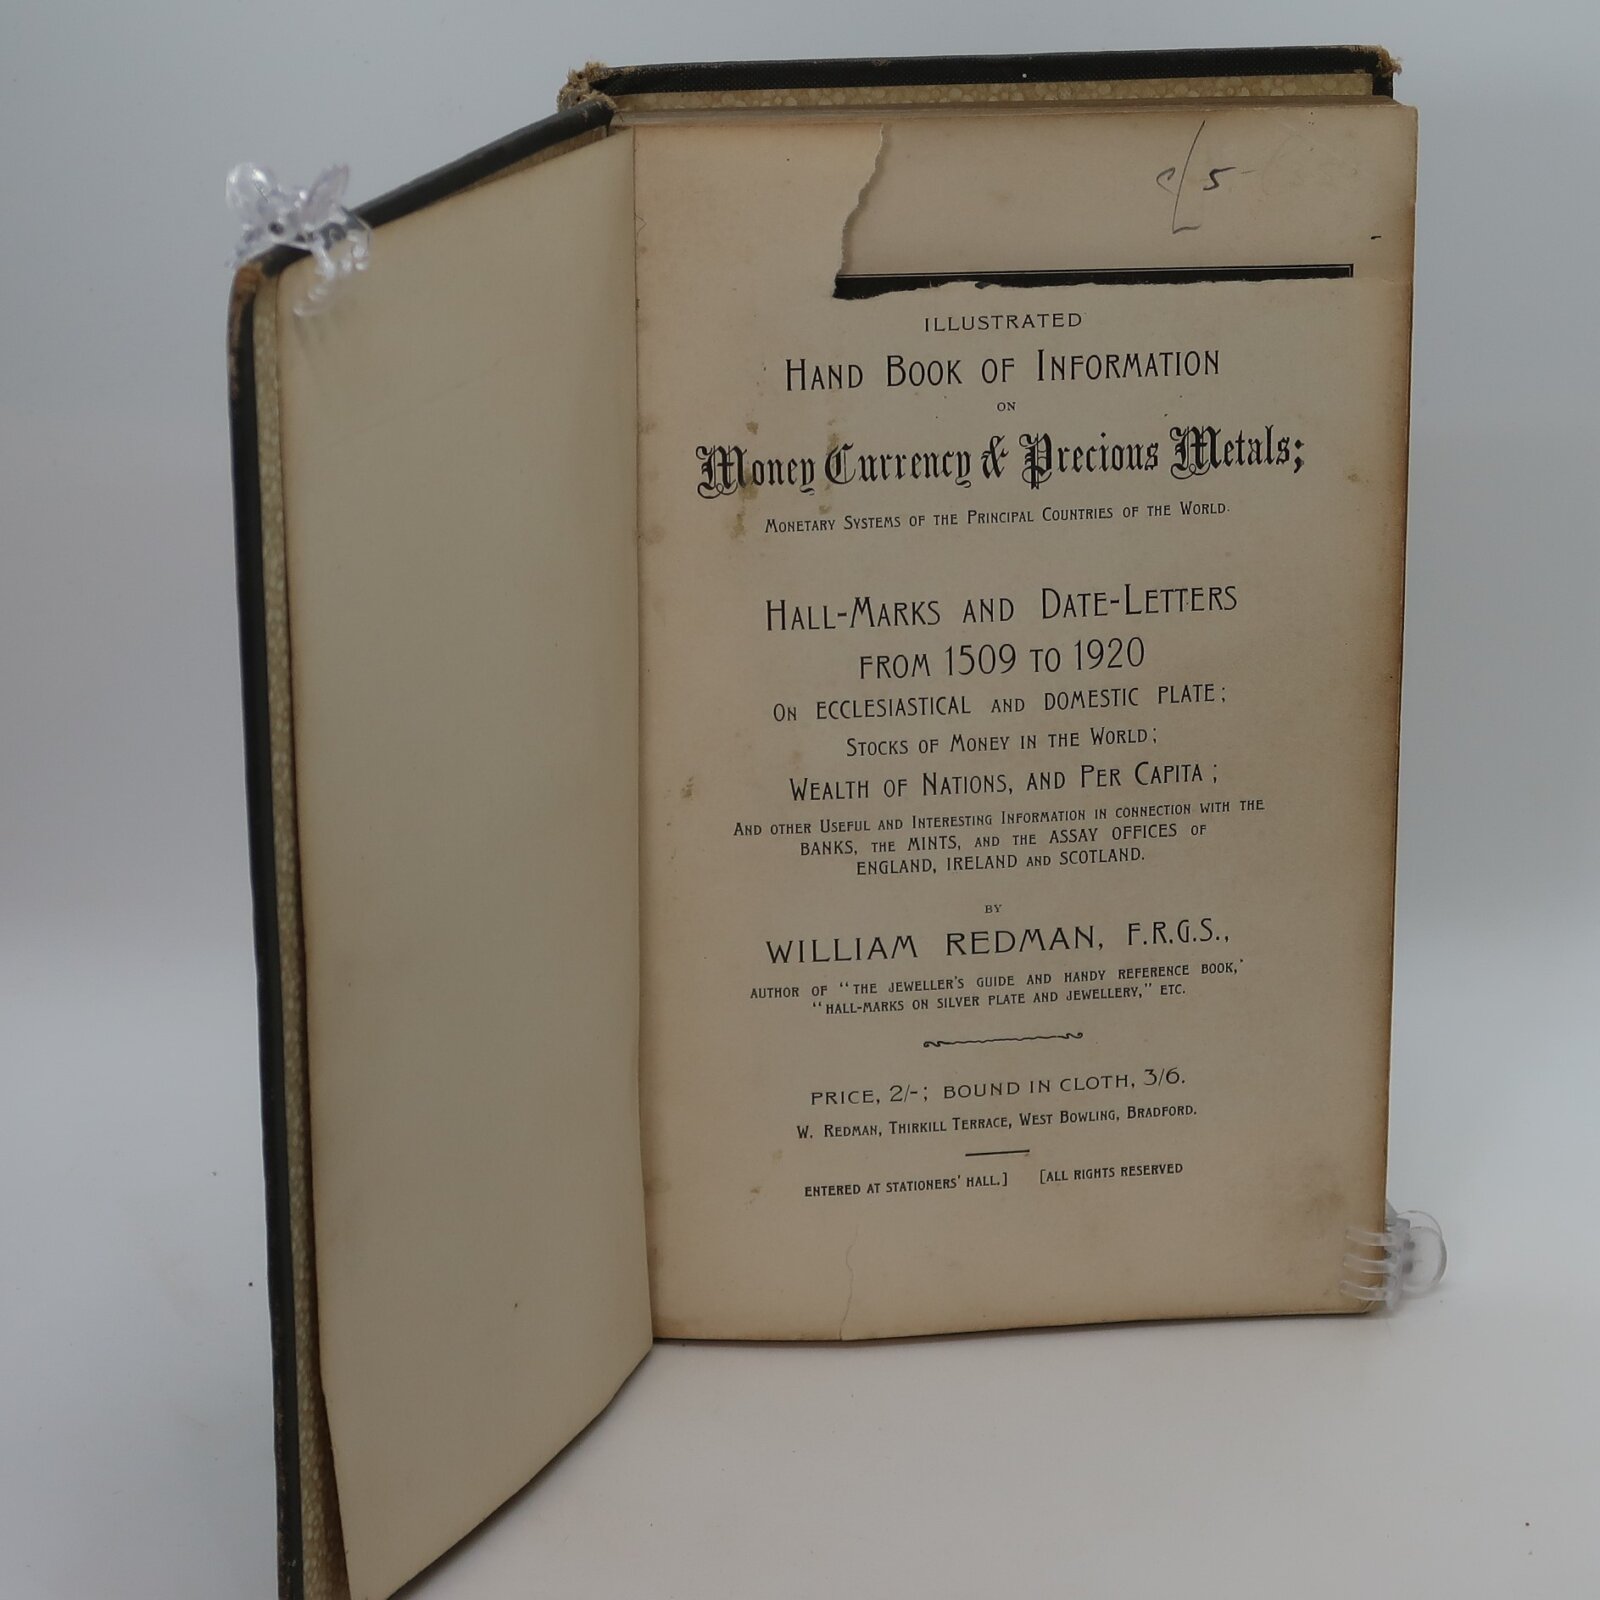 5-
ILLUSTRATED
HAND BOOK OF INFORMATION
ON
Money Currency & Precious Metals;
MONETARY SYSTEMS OF THE PRINCIPAL COUNTRIES OF THE WORLD.
HALL-MARKS AND DATE-LETTERS
FROM 1509 TO 1920
ON ECCLESIASTICAL AND DOMESTIC PLATE;
STOCKS OF MONEY IN THE WORLD;
WEALTH OF NATIONS, AND PER CAPITA;
AND OTHER USEFUL AND INTERESTING INFORMATION IN CONNECTION WITH THE
BANKS, THE MINTS, AND THE ASSAY OFFICES OF
ENGLAND, IRELAND AND SCOTLAND.
BY
WILLIAM REDMAN, F.R.G.S.,
AUTHOR OF "THE JEWELLER'S GUIDE AND HANDY REFERENCE BOOK,'
"HALL-MARKS ON SILVER PLATE AND JEWELLERY," ETC.
PRICE, 2/-; BOUND IN CLOTH, 3/6.
W. REDMAN, THIRKILL TERRACE, WEST BOWLING, BRADFORD.
ENTERED AT STATIONERS' HALL.] [ALL RIGHTS RESERVED